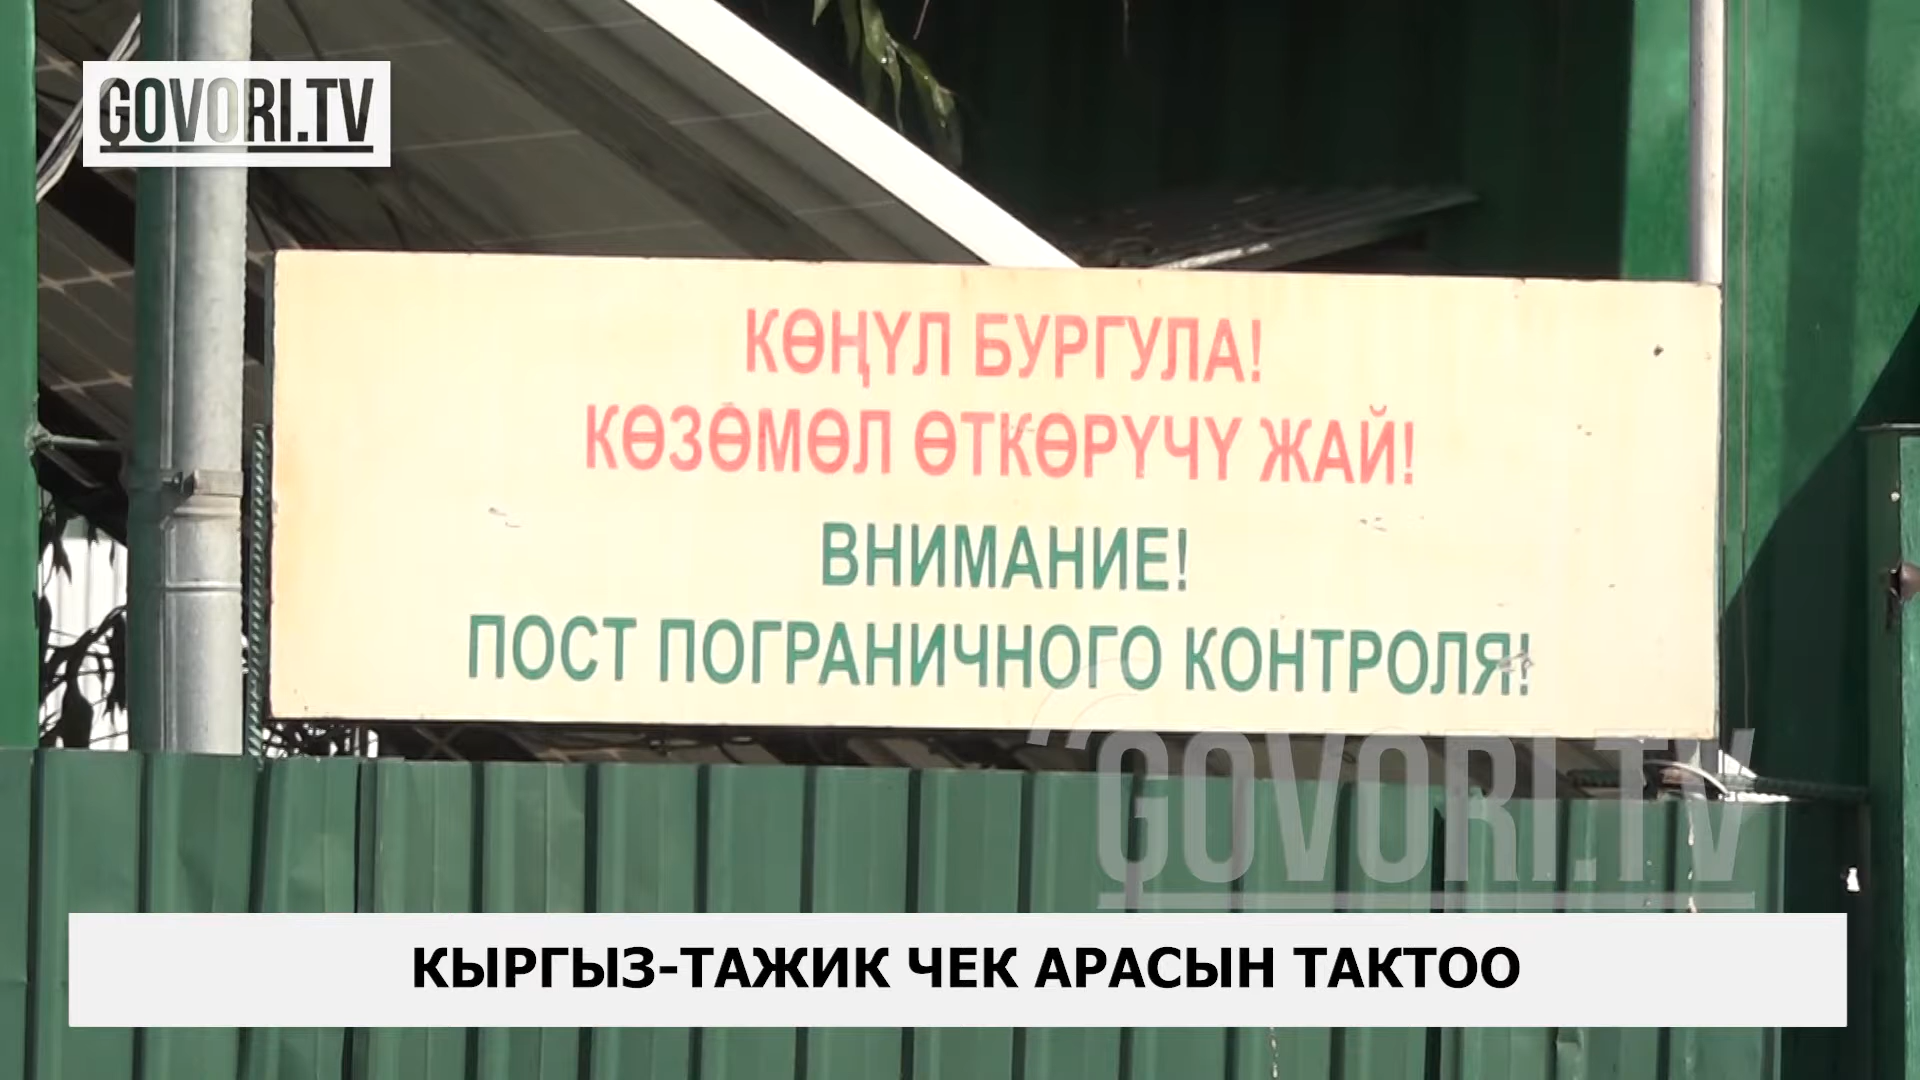 GOVORI.TV
КӨҢҮЛ БУРГУЛА!
КӨЗӨМӨЛ ӨТКӨРҮЧҮ ЖАЙ!
ВНИМАНИЕ!
ПОСТ ПОГРАНИЧНОГО КОНТРОЛЯ!
GOVORI.TV
КЫРГЫЗ-ТАЖИК ЧЕК АРАСЫН ТАКТОО